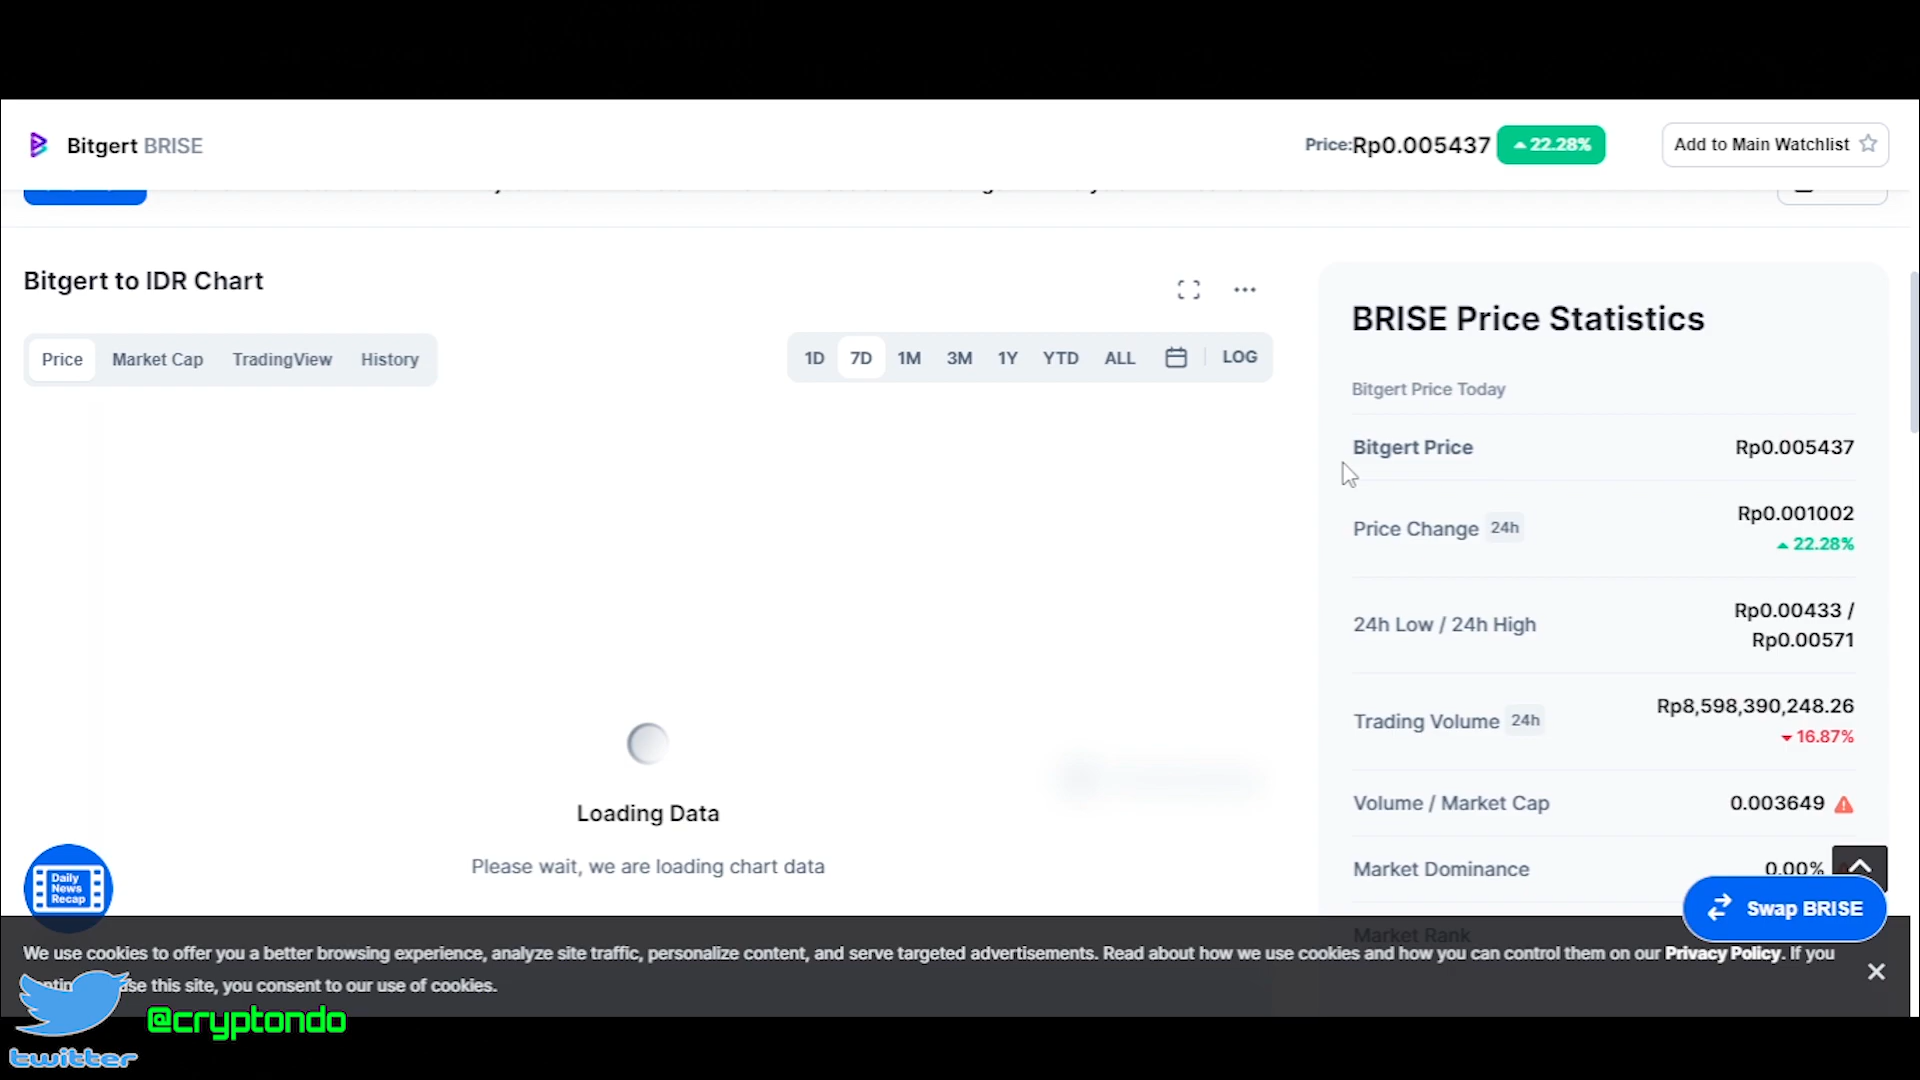 Bitgert BRISE
Price:Rp0.005437 22.28%
Add to Main Watchlist
Bitgert to IDR Chart
Price Market Cap TradingView History
1D 7D 1M 3M 1Y YTD ALL LOG
BRISE Price Statistics
Bitgert Price Today
Bitgert Price Rp0.005437
Price Change 24h Rp0.001002
22.28%
24h Low / 24h High Rp0.00433 /
Rp0.00571
Trading Volume 24h Rp8,598,390,248.26
16.87%
Volume / Market Cap 0.003649
Market Dominance 0.00%
Market Rank
Loading Data
Please wait, we are loading chart data
Daily
News
Recap
Swap BRISE
We use cookies to offer you a better browsing experience, analyze site traffic, personalize content, and serve targeted advertisements. Read about how we use cookies and how you can control them on our Privacy Policy. If you
this site, you consent to our use of cookies.
@cryptondo
twitter